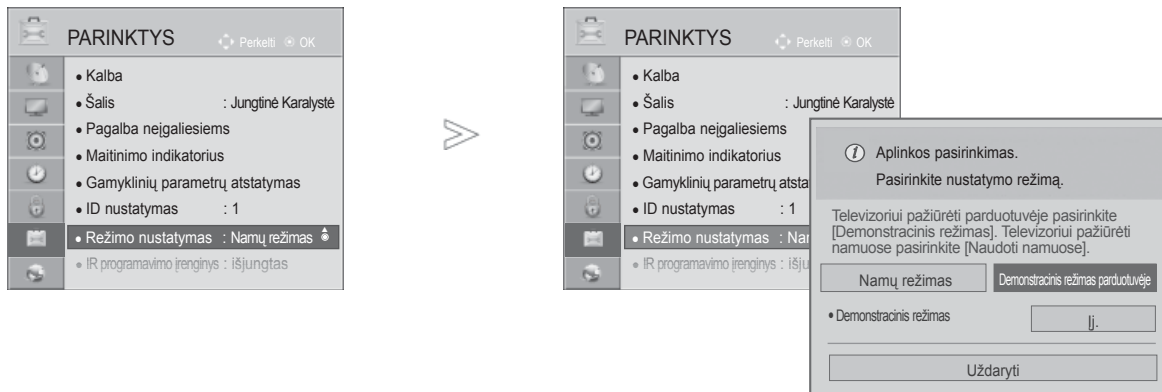 PARINKTYS
Perkelti OK
• Kalba
• Šalis : Jungtinė Karalystė
• Pagalba neįgaliesiems
• Maitinimo indikatorius
• Gamyklinių parametrų atstatymas
• ID nustatymas : 1
• Režimo nustatymas : Namų režimas
• IR programavimo įrenginys : išjungtas
PARINKTYS
Perkelti OK
• Kalba
• Šalis : Jungtinė Karalystė
• Pagalba neįgaliesiems
• Maitinimo indikatorius
• Gamyklinių parametrų atsta
• ID nustatymas : 1
• Režimo nustatymas : Nar
• IR programavimo įrenginys : išju
Aplinkos pasirinkimas.
Pasirinkite nustatymo režimą.
Televizoriui pažiūrėti parduotuvėje pasirinkite
[Demonstracinis režimas]. Televizoriui pažiūrėti
namuose pasirinkite [Naudoti namuose].
Namų režimas
Demonstracinis režimas parduotuvėje
• Demonstracinis režimas
Įj.
Uždaryti